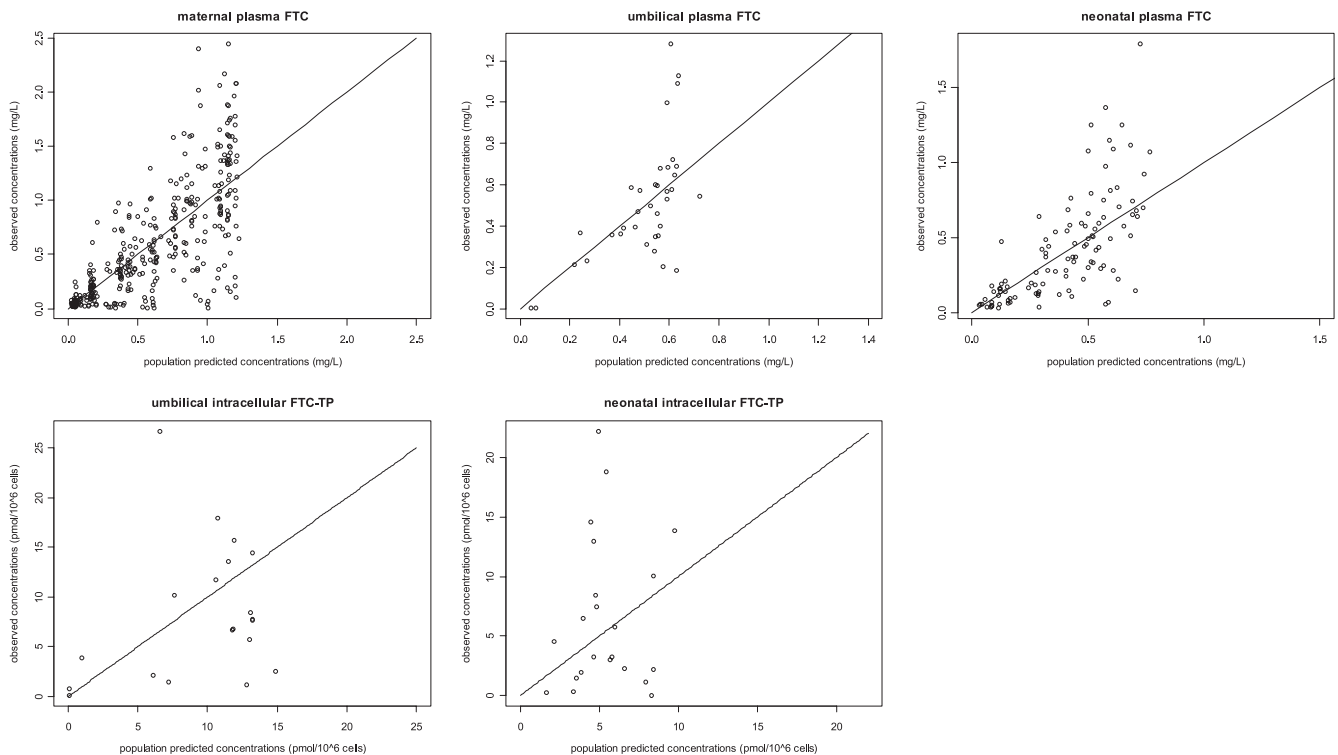 maternal plasma FTC
observed concentrations (mg/L)
0.0 0.5 1.0 1.5 2.0 2.5
0.0 0.5 1.0 1.5 2.0 2.5
population predicted concentrations (mg/L)
umbilical plasma FTC
observed concentrations (mg/L)
0.0 0.2 0.4 0.6 0.8 1.0 1.2
0.0 0.2 0.4 0.6 0.8 1.0 1.2 1.4
population predicted concentrations (mg/L)
neonatal plasma FTC
observed concentrations (mg/L)
0.0 0.5 1.0 1.5
0.0 0.5 1.0 1.5
population predicted concentrations (mg/L)
umbilical intracellular FTC-TP
observed concentrations (pmol/10^6 cells)
0 5 10 15 20 25
0 5 10 15 20 25
population predicted concentrations (pmol/10^6 cells)
neonatal intracellular FTC-TP
observed concentrations (pmol/10^6 cells)
0 5 10 15 20
0 5 10 15 20
population predicted concentrations (pmol/10^6 cells)